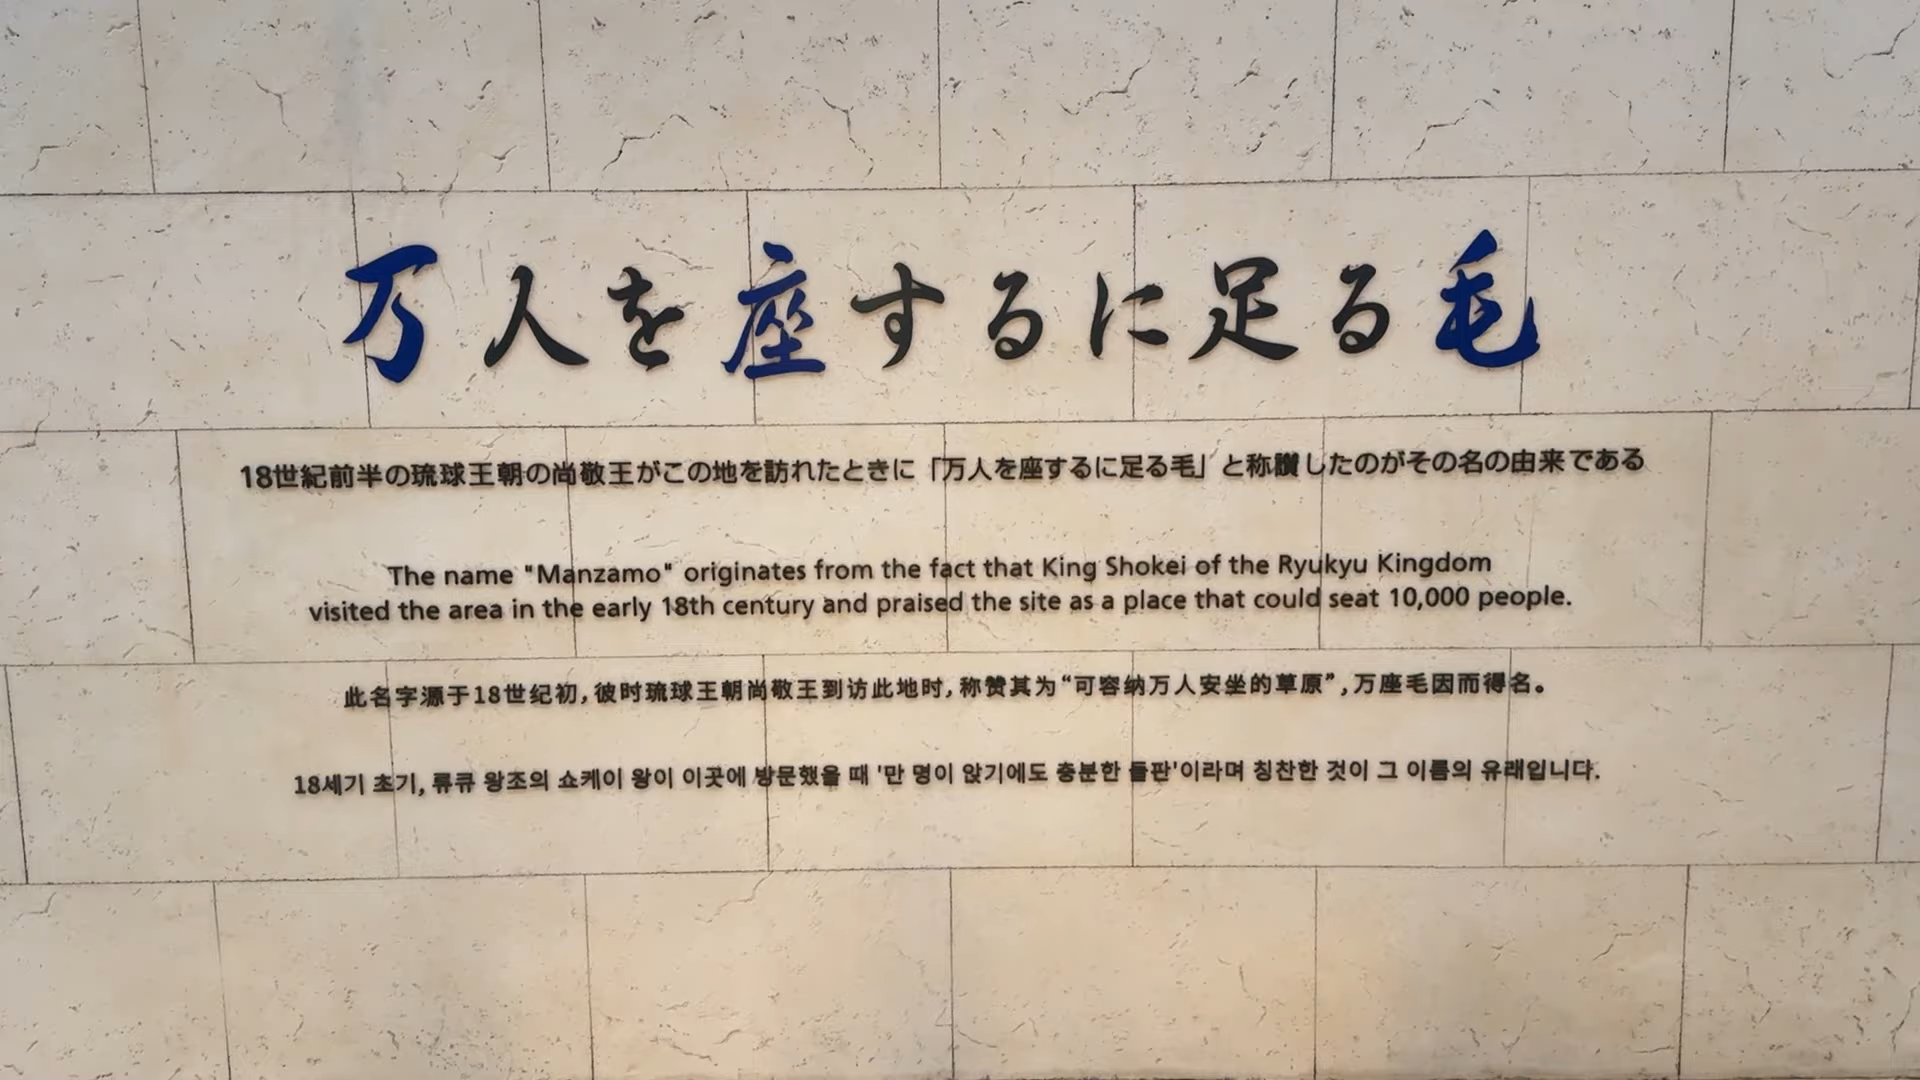 万人を座するに足る毛
18世紀前半の琉球王朝の尚敬王がこの地を訪れたときに「万人を座するに足る毛」と称讃したのがその名の由来である
The name "Manzamo" originates from the fact that King Shokei of the Ryukyu Kingdom
visited the area in the early 18th century and praised the site as a place that could seat 10,000 people.
此名字源于18世纪初，彼时琉球王朝尚敬王到访此地时，称赞其为“可容纳万人安坐的草原”，万座毛因而得名。
18세기 초기, 류큐 왕조의 쇼케이 왕이 이곳에 방문했을 때 '만 명이 앉기에도 충분한 들판'이라며 칭찬한 것이 그 이름의 유래입니다.